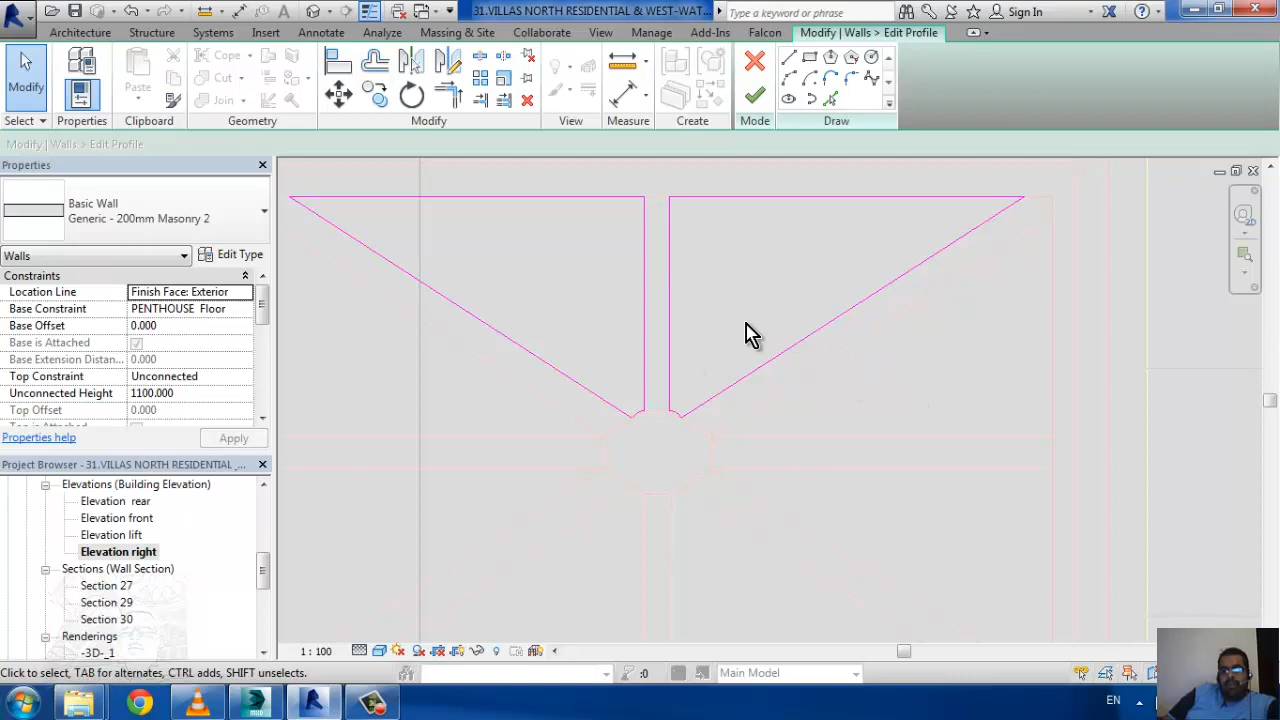 31.VILLAS NORTH RESIDENTIAL & WEST-WAT...
Type a keyword or phrase
Sign In
Architecture
Structure
Systems
Insert
Annotate
Analyze
Massing & Site
Collaborate
View
Manage
Add-Ins
Falcon
Modify | Walls > Edit Profile
Modify
Paste
Cope
Cut
Join
Select
Properties
Clipboard
Geometry
Modify
View
Measure
Create
Mode
Draw
Modify | Walls > Edit Profile
Properties
Basic Wall
Generic - 200mm Masonry 2
Walls
Edit Type
Constraints
Location Line Finish Face: Exterior
Base Constraint PENTHOUSE Floor
Base Offset 0.000
Base is Attached
Base Extension Distan... 0.000
Top Constraint Unconnected
Unconnected Height 1100.000
Top Offset 0.000
Properties help
Apply
Project Browser - 31.VILLAS NORTH RESIDENTIAL _...
Elevations (Building Elevation)
Elevation rear
Elevation front
Elevation lift
Elevation right
Sections (Wall Section)
Section 27
Section 29
Section 30
Renderings
-3D-_1
1 : 100
Click to select, TAB for alternates, CTRL adds, SHIFT unselects.
:0
Main Model
EN